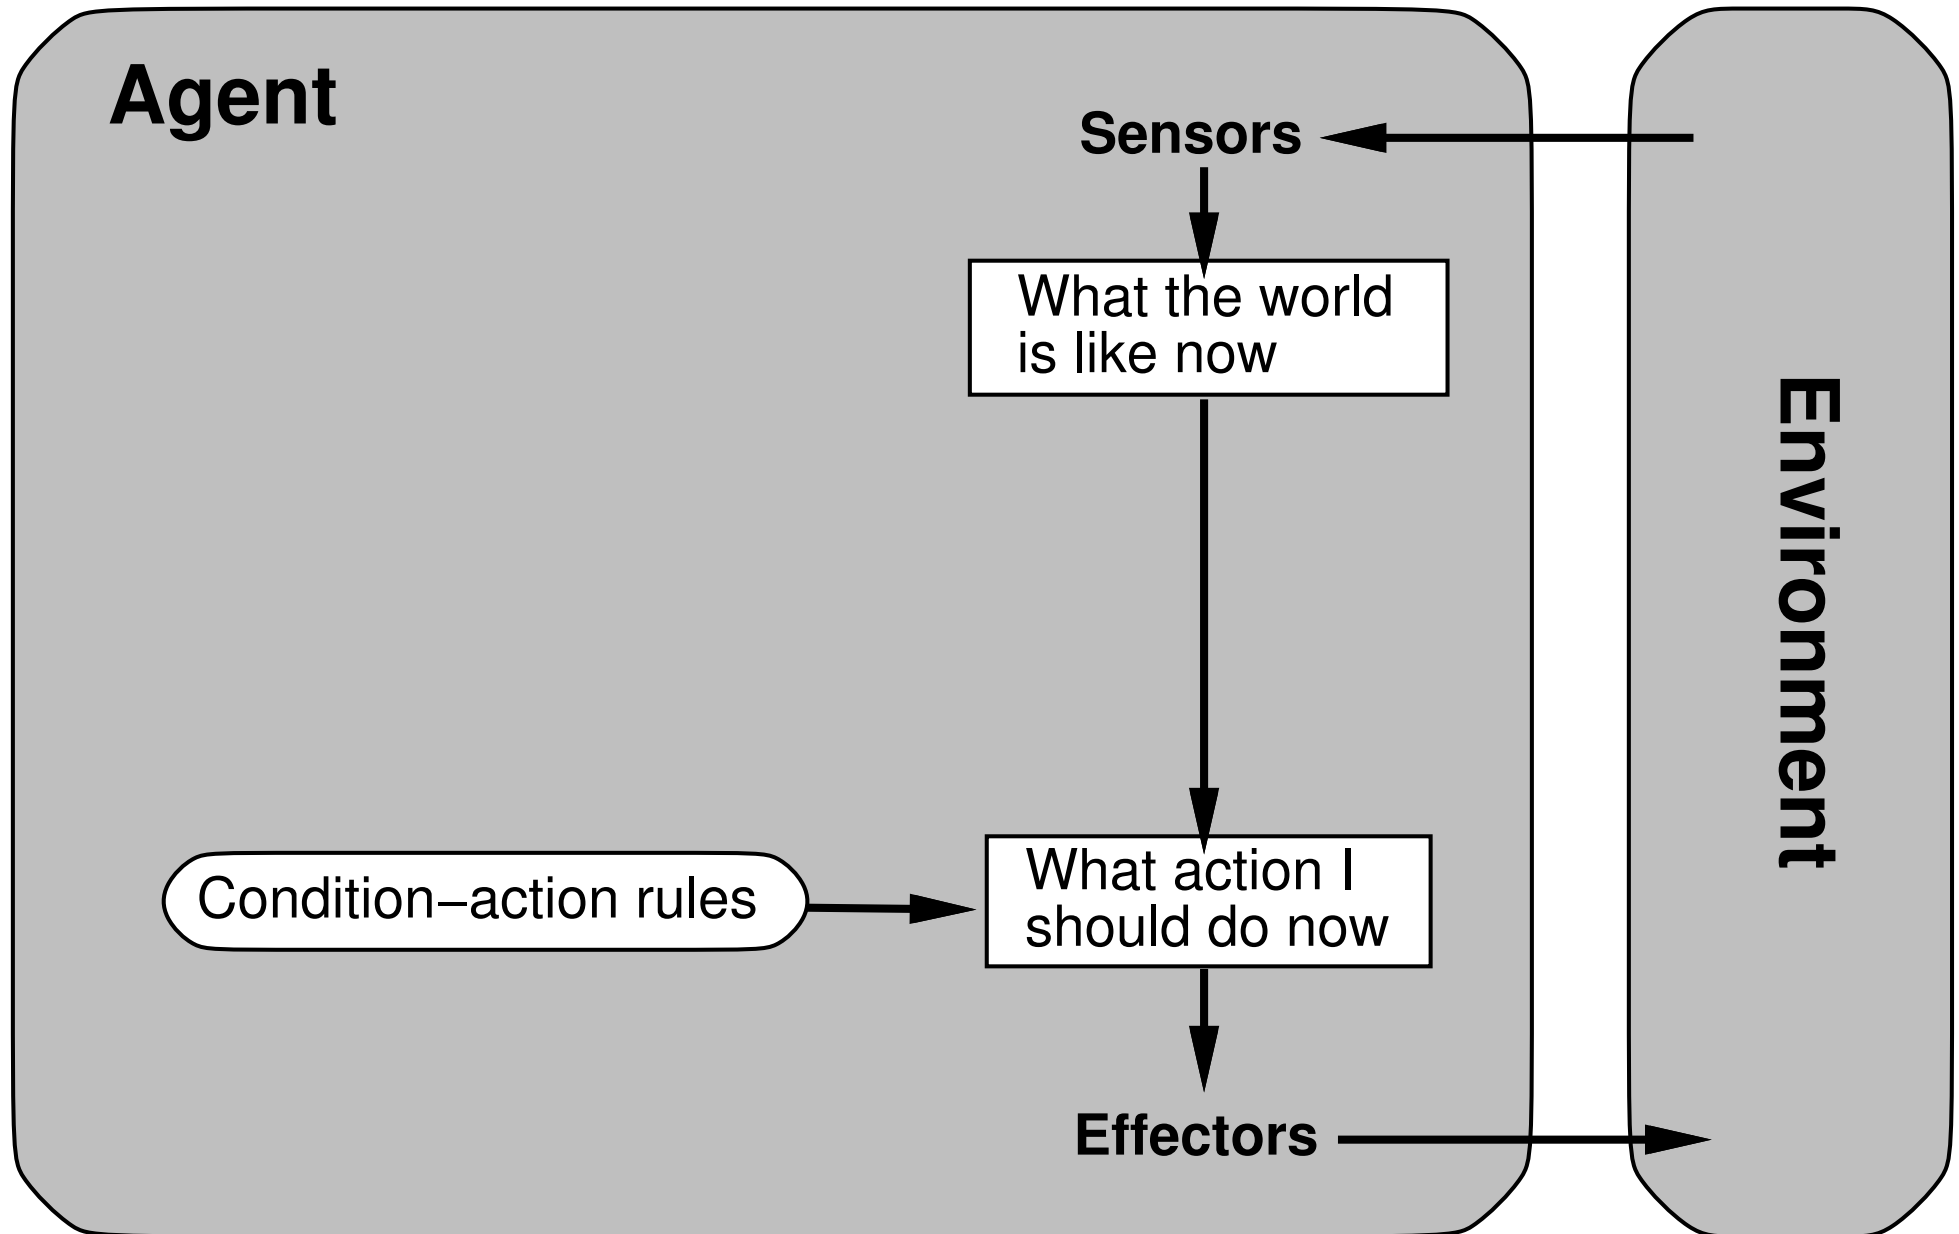 Agent
Sensors
What the world
is like now
Environment
Condition–action rules
What action I
should do now
Effectors